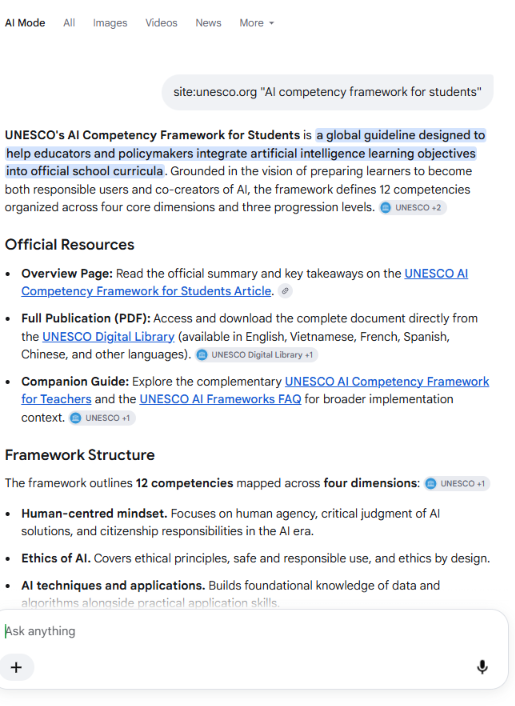 AI Mode All Images Videos News More
site:unesco.org "AI competency framework for students"
UNESCO's AI Competency Framework for Students is a global guideline designed to
help educators and policymakers integrate artificial intelligence learning objectives
into official school curricula. Grounded in the vision of preparing learners to become
both responsible users and co-creators of AI, the framework defines 12 competencies
organized across four core dimensions and three progression levels. UNESCO +2
Official Resources
• Overview Page: Read the official summary and key takeaways on the UNESCO AI
Competency Framework for Students Article.
• Full Publication (PDF): Access and download the complete document directly from
the UNESCO Digital Library (available in English, Vietnamese, French, Spanish,
Chinese, and other languages). UNESCO Digital Library +1
• Companion Guide: Explore the complementary UNESCO AI Competency Framework
for Teachers and the UNESCO AI Frameworks FAQ for broader implementation
context. UNESCO +1
Framework Structure
The framework outlines 12 competencies mapped across four dimensions: UNESCO +1
• Human-centred mindset. Focuses on human agency, critical judgment of AI
solutions, and citizenship responsibilities in the AI era.
• Ethics of AI. Covers ethical principles, safe and responsible use, and ethics by design.
• AI techniques and applications. Builds foundational knowledge of data and
algorithms alongside practical application skills.
Ask anything